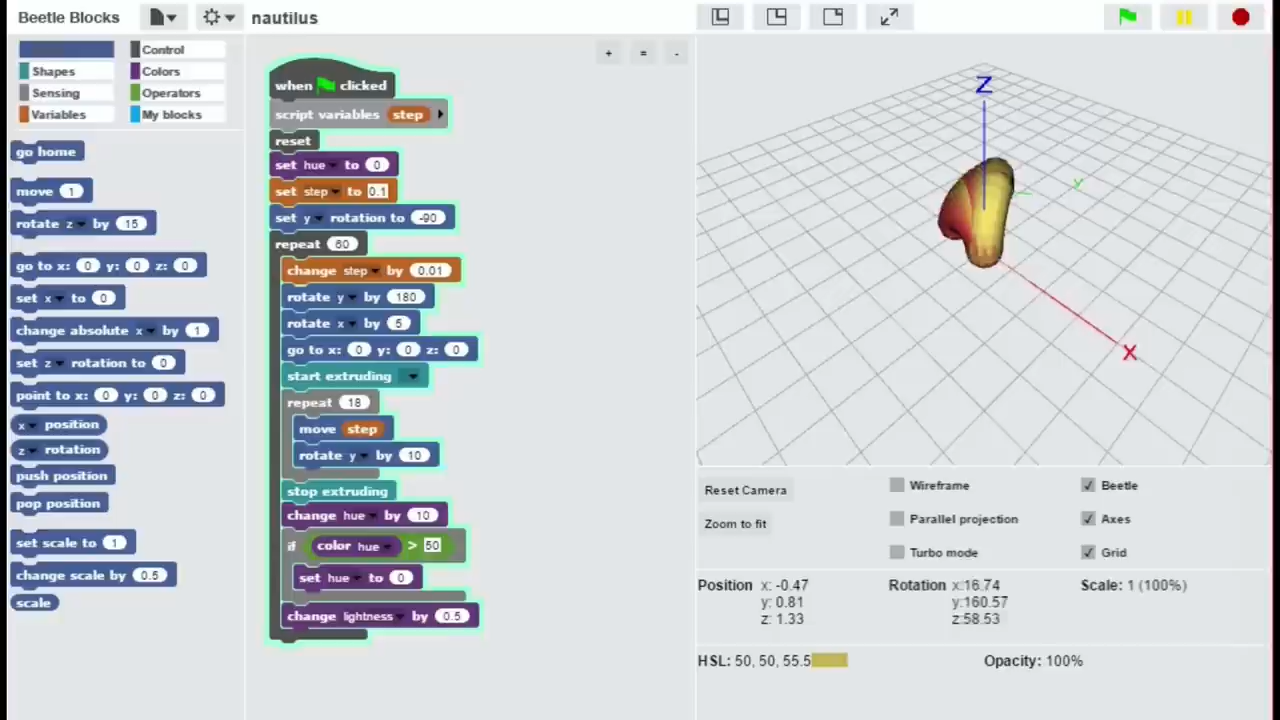 Beetle Blocks
nautilus
Control
Shapes
Colors
Sensing
Operators
Variables
My blocks
go home
move 1
rotate z by 15
go to x: 0 y: 0 z: 0
set x to 0
change absolute x by 1
set z rotation to 0
point to x: 0 y: 0 z: 0
x position
z rotation
push position
pop position
set scale to 1
change scale by 0.5
scale
+ = -
when clicked
script variables step
reset
set hue to 0
set step to 0.1
set y rotation to -90
repeat 60
change step by 0.01
rotate y by 180
rotate x by 5
go to x: 0 y: 0 z: 0
start extruding
repeat 18
move step
rotate y by 10
stop extruding
change hue by 10
if color hue > 50
set hue to 0
change lightness by 0.5
Z
Y
X
Reset Camera
Zoom to fit
Wireframe
Beetle
Parallel projection
Axes
Turbo mode
Grid
Position x: -0.47
y: 0.81
z: 1.33
Rotation x:16.74
y:160.57
z:58.53
Scale: 1 (100%)
HSL: 50, 50, 55.5
Opacity: 100%